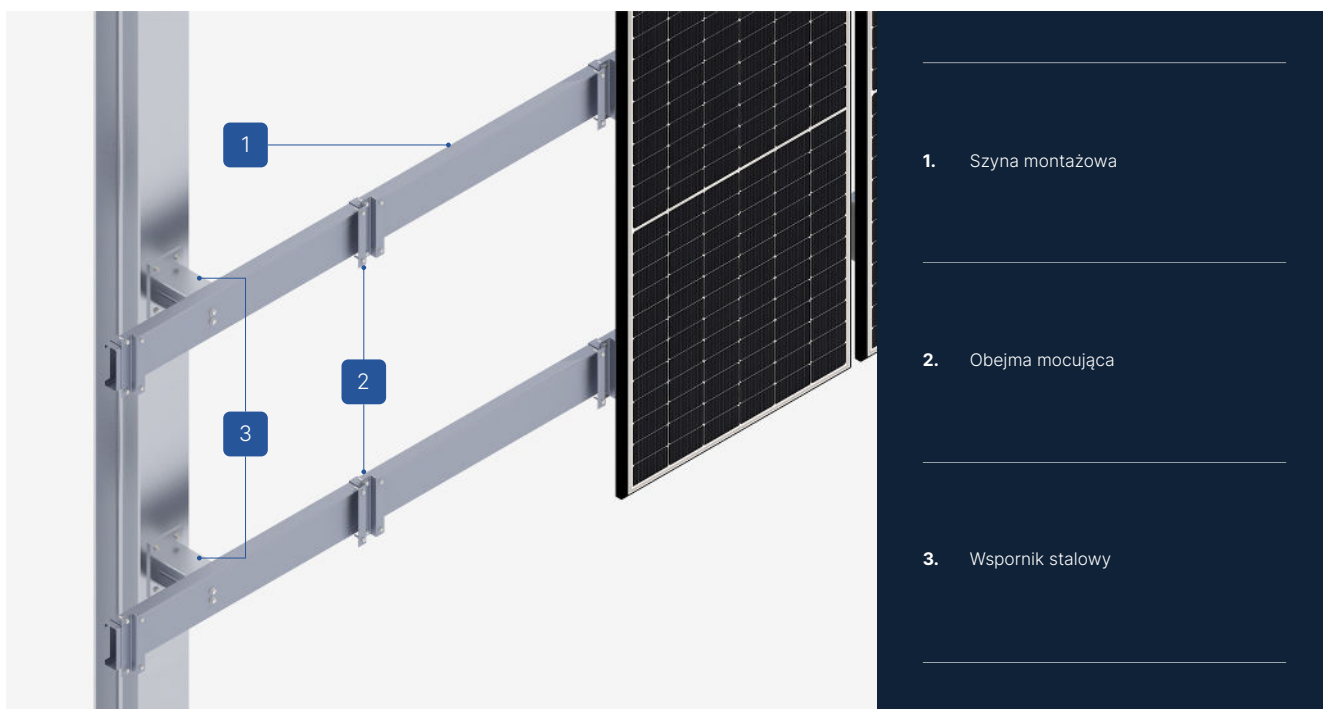 1
2
3
1. Szyna montażowa
2. Obejma mocująca
3. Wspornik stalowy